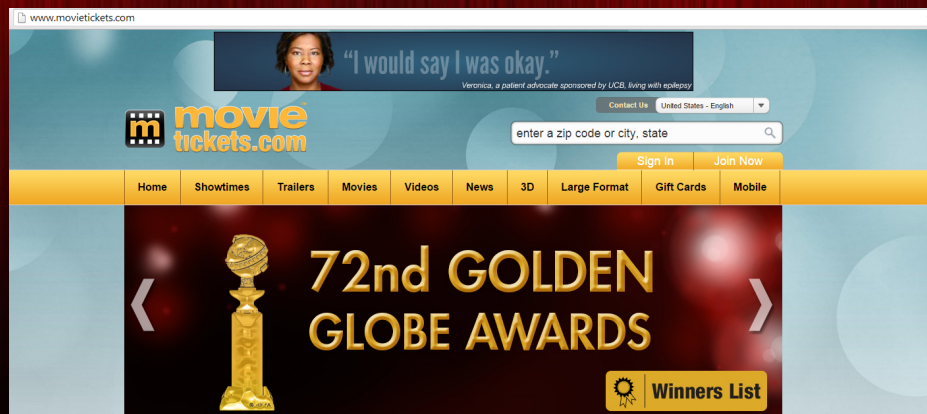 www.movietickets.com
“I would say I was okay.”
Veronica, a patient advocate sponsored by UCB, living with epilepsy
Contact Us United States - English
m movie
tickets.com
enter a zip code or city, state
Sign In Join Now
Home Showtimes Trailers Movies Videos News 3D Large Format Gift Cards Mobile
72nd GOLDEN
GLOBE AWARDS
Winners List